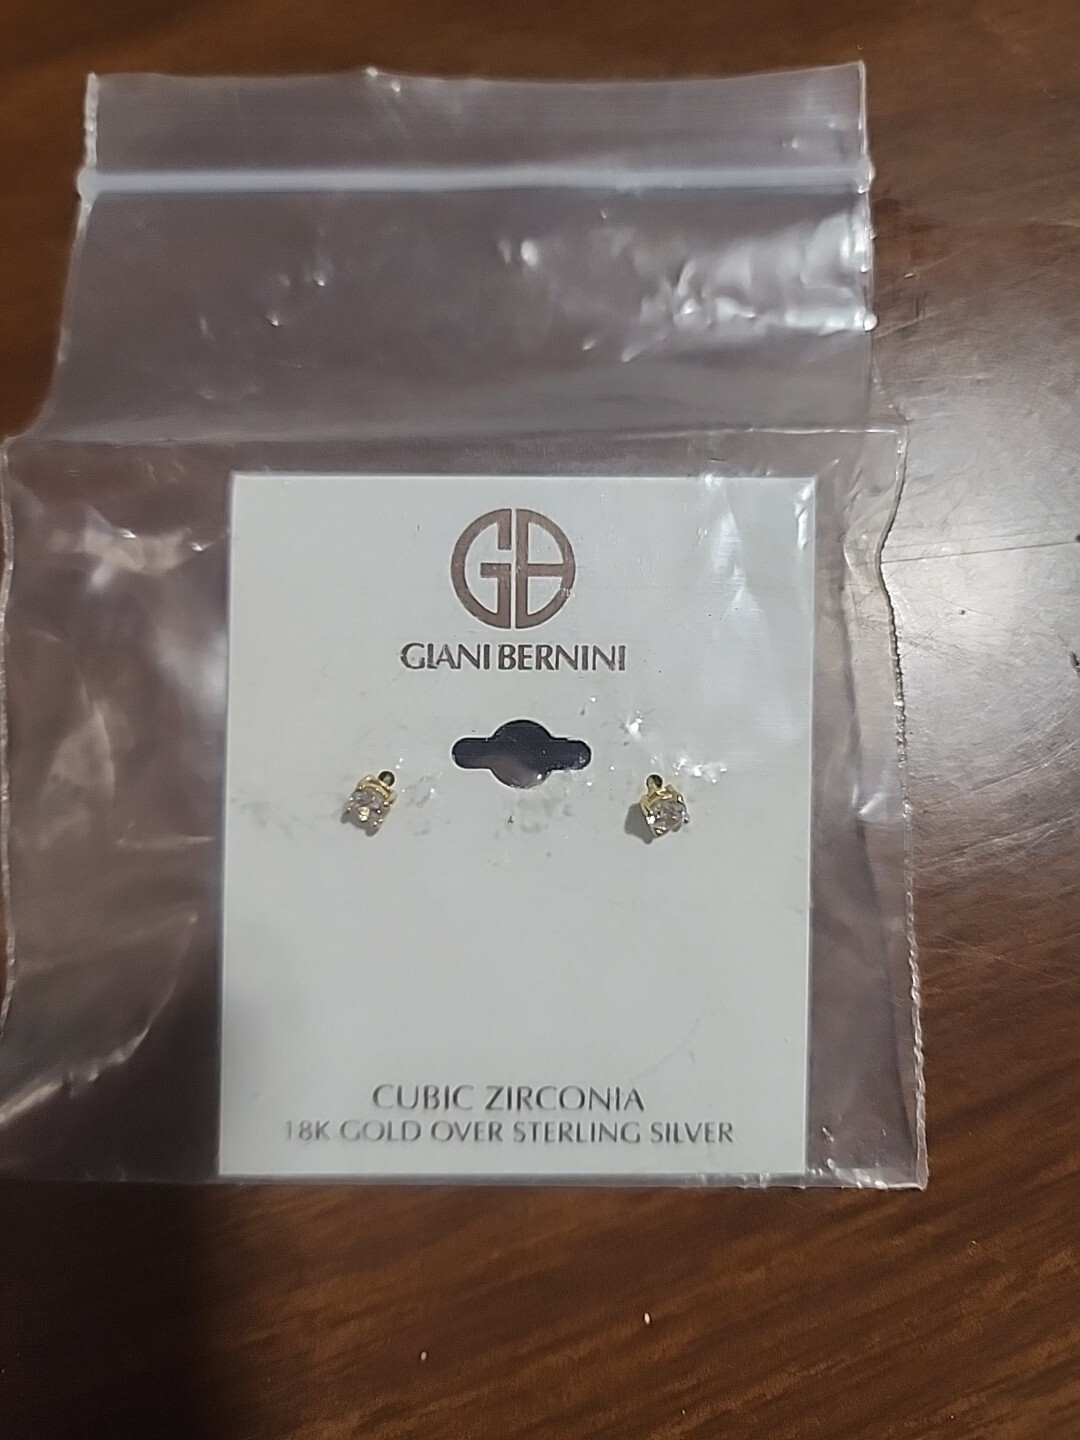 GB
GIANI BERNINI
CUBIC ZIRCONIA
18K GOLD OVER STERLING SILVER